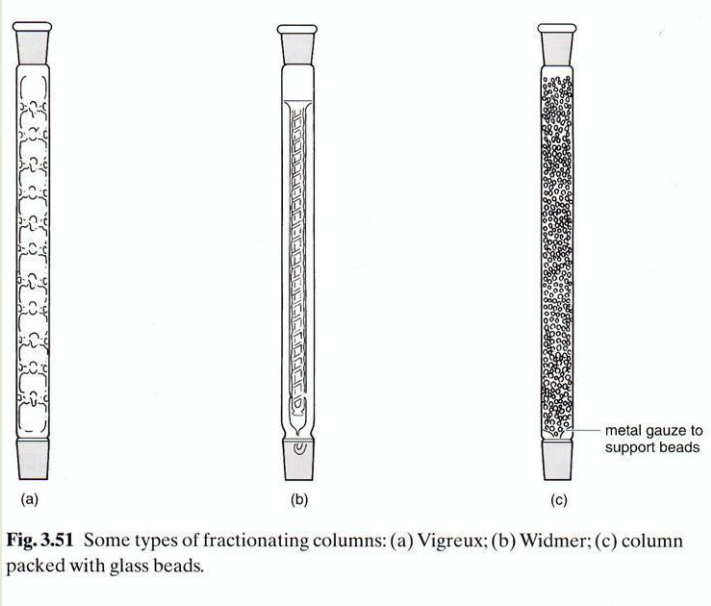 metal gauze to
support beads
(a)
(b)
(c)
Fig. 3.51 Some types of fractionating columns: (a) Vigreux; (b) Widmer; (c) column
packed with glass beads.